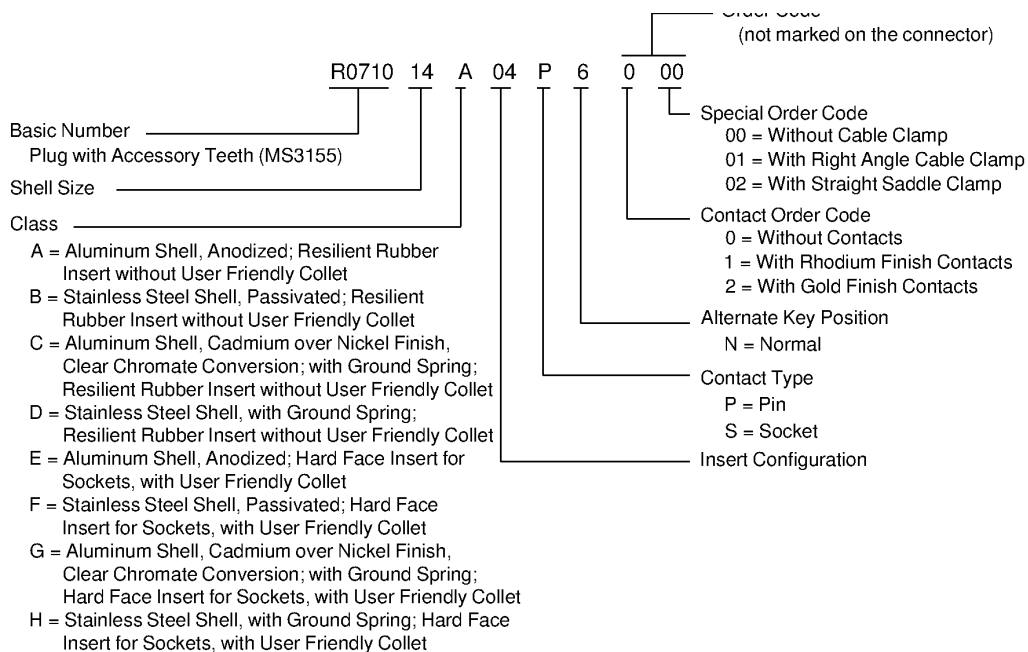 Order Code
(not marked on the connector)
R0710 14 A 04 P 6 0 00
Basic Number
Plug with Accessory Teeth (MS3155)
Shell Size
Class
A = Aluminum Shell, Anodized; Resilient Rubber
Insert without User Friendly Collet
B = Stainless Steel Shell, Passivated; Resilient
Rubber Insert without User Friendly Collet
C = Aluminum Shell, Cadmium over Nickel Finish,
Clear Chromate Conversion; with Ground Spring;
Resilient Rubber Insert without User Friendly Collet
D = Stainless Steel Shell, with Ground Spring;
Resilient Rubber Insert without User Friendly Collet
E = Aluminum Shell, Anodized; Hard Face Insert for
Sockets, with User Friendly Collet
F = Stainless Steel Shell, Passivated; Hard Face
Insert for Sockets, with User Friendly Collet
G = Aluminum Shell, Cadmium over Nickel Finish,
Clear Chromate Conversion; with Ground Spring;
Hard Face Insert for Sockets, with User Friendly Collet
H = Stainless Steel Shell, with Ground Spring; Hard Face
Insert for Sockets, with User Friendly Collet
Special Order Code
00 = Without Cable Clamp
01 = With Right Angle Cable Clamp
02 = With Straight Saddle Clamp
Contact Order Code
0 = Without Contacts
1 = With Rhodium Finish Contacts
2 = With Gold Finish Contacts
Alternate Key Position
N = Normal
Contact Type
P = Pin
S = Socket
Insert Configuration